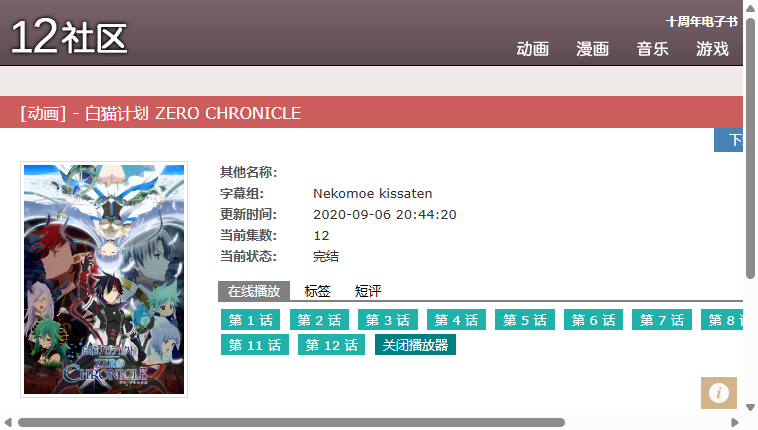 12社区
十周年电子书
动画 漫画 音乐 游戏
[动画] - 白猫计划 ZERO CHRONICLE
其他名称:
字幕组: Nekomoe kissaten
更新时间: 2020-09-06 20:44:20
当前集数: 12
当前状态: 完结
在线播放 标签 短评
第 1 话 第 2 话 第 3 话 第 4 话 第 5 话 第 6 话 第 7 话 第 8
第 11 话 第 12 话 关闭播放器
ZERO
CHRONICLE